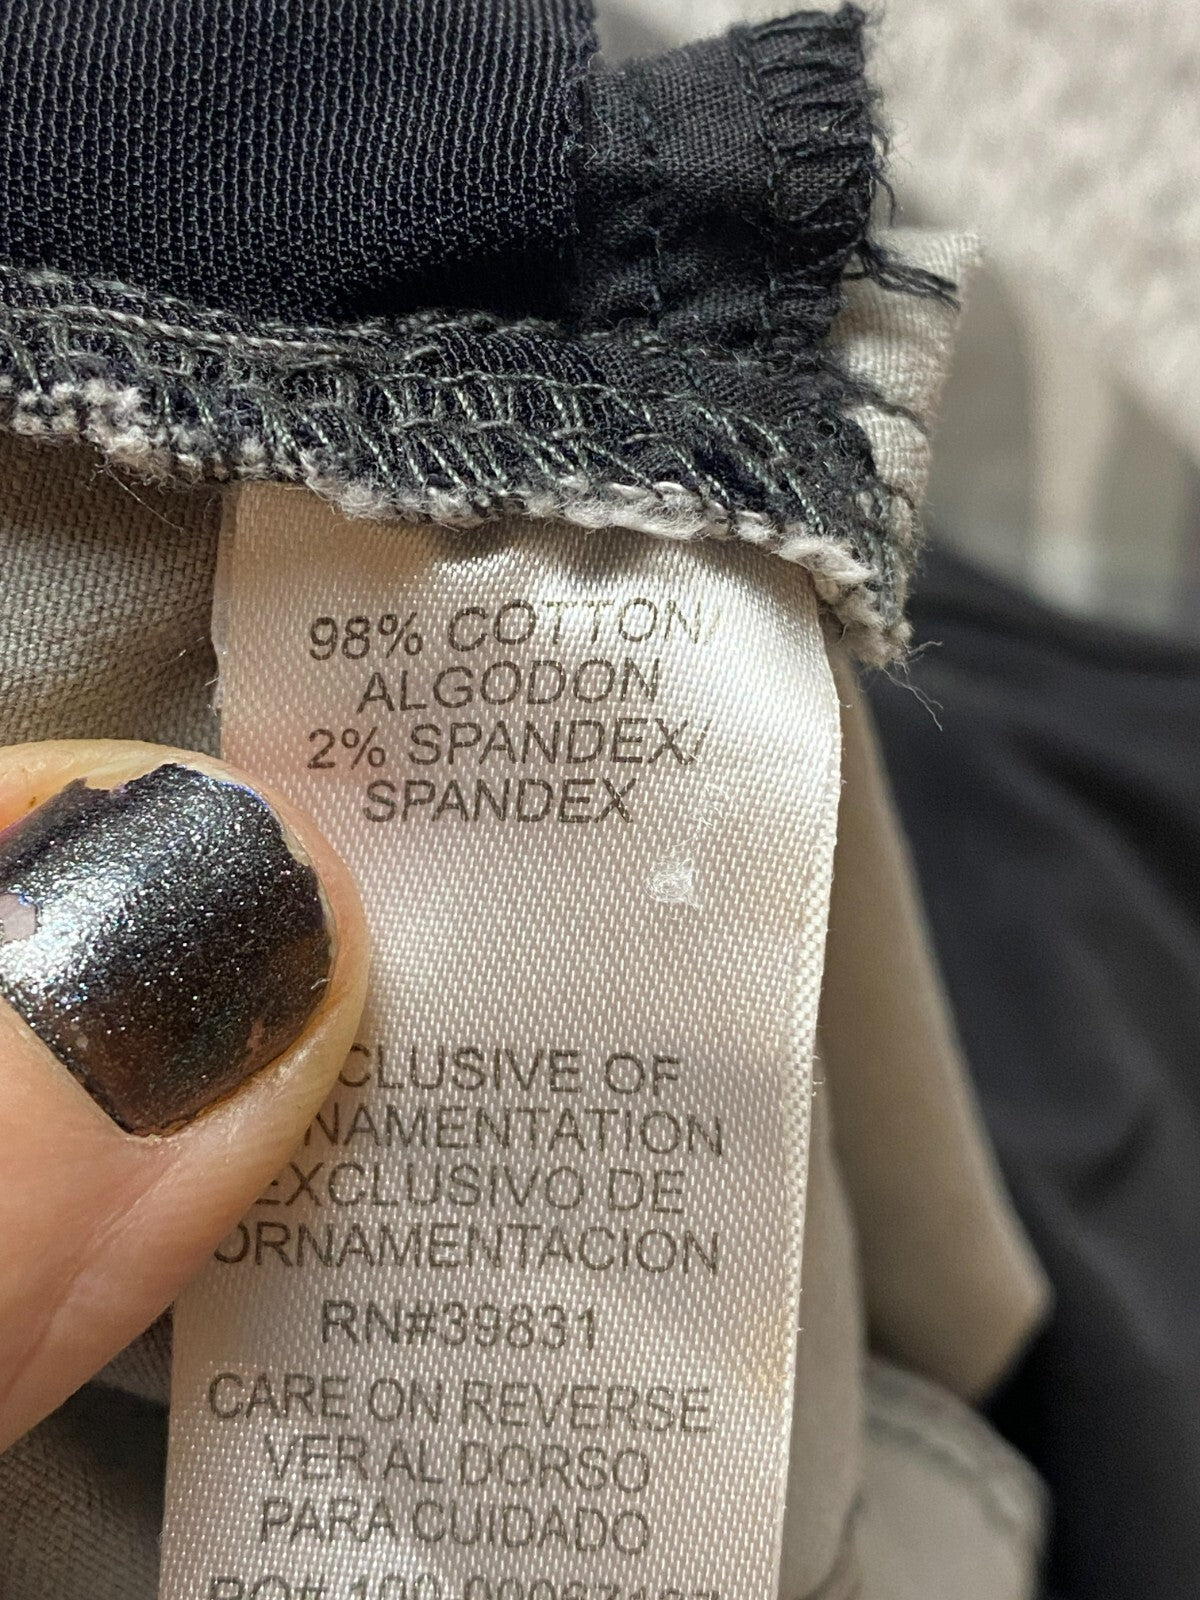 98% COTTON/
ALGODON
2% SPANDEX/
SPANDEX
CLUSIVE OF
NAMENTATION
EXCLUSIVO DE
ORNAMENTACION
RN#39831
CARE ON REVERSE
VER AL DORSO
PARA CUIDADO